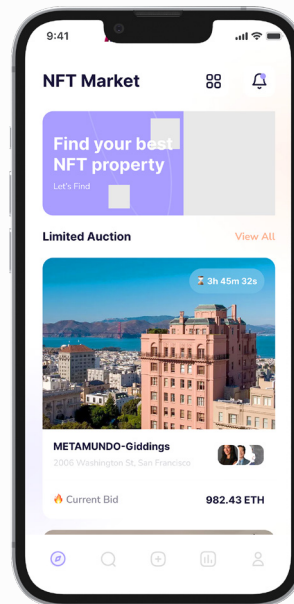 9:41
NFT Market
Find your best
NFT property
Let's Find
Limited Auction View All
3h 45m 32s
METAMUNDO-Giddings
2006 Washington St, San Francisco
Current Bid 982.43 ETH